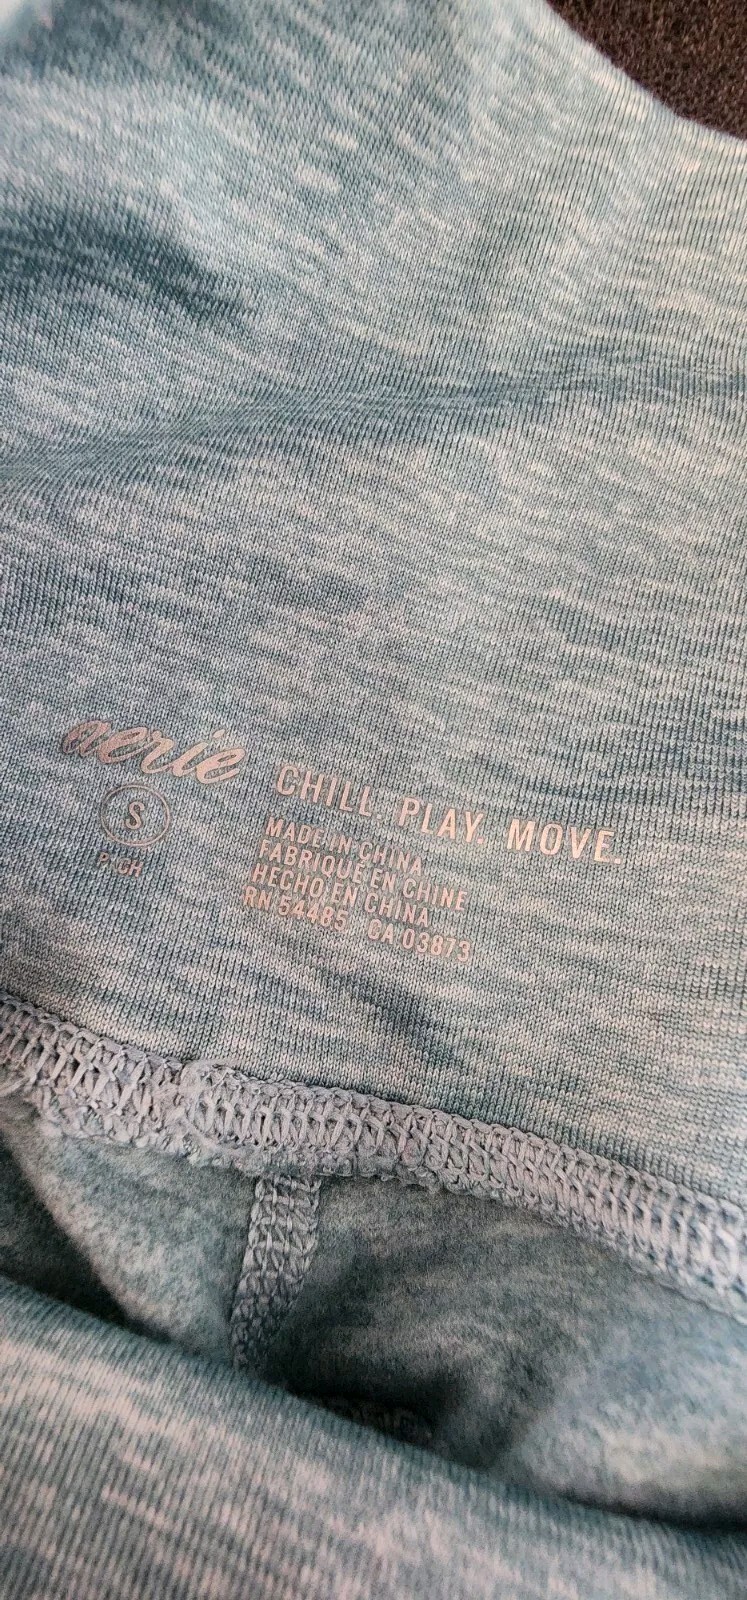 aerie
S
P·CH
CHILL. PLAY. MOVE.
MADE IN CHINA
FABRIQUÉ EN CHINE
HECHO EN CHINA
RN 54485 CA 03873